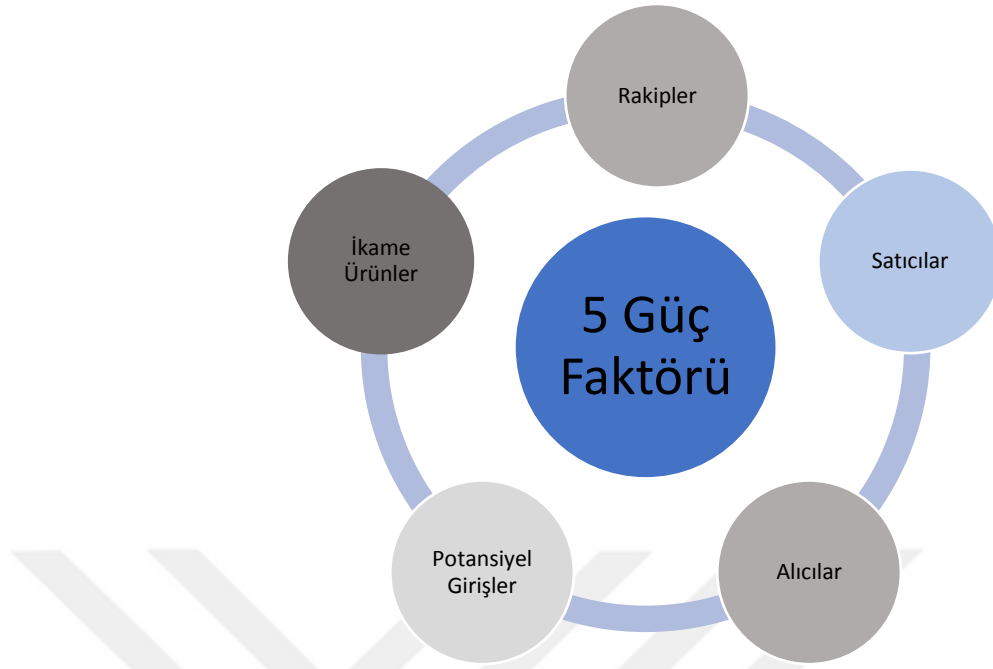 Rakipler
Satıcılar
Alıcılar
Potansiyel
Girişler
İkame
Ürünler
5 Güç
Faktörü